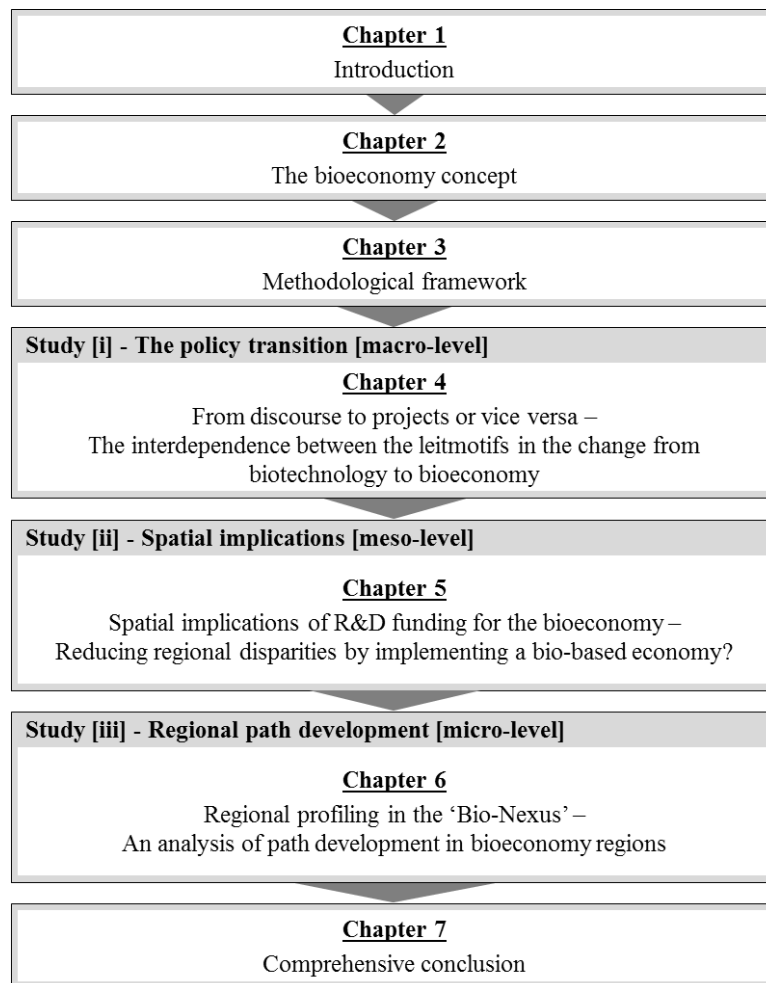 Chapter 1
Introduction
Chapter 2
The bioeconomy concept
Chapter 3
Methodological framework
Study [i] - The policy transition [macro-level]
Chapter 4
From discourse to projects or vice versa –
The interdependence between the leitmotifs in the change from
biotechnology to bioeconomy
Study [ii] - Spatial implications [meso-level]
Chapter 5
Spatial implications of R&D funding for the bioeconomy –
Reducing regional disparities by implementing a bio-based economy?
Study [iii] - Regional path development [micro-level]
Chapter 6
Regional profiling in the ‘Bio-Nexus’ –
An analysis of path development in bioeconomy regions
Chapter 7
Comprehensive conclusion